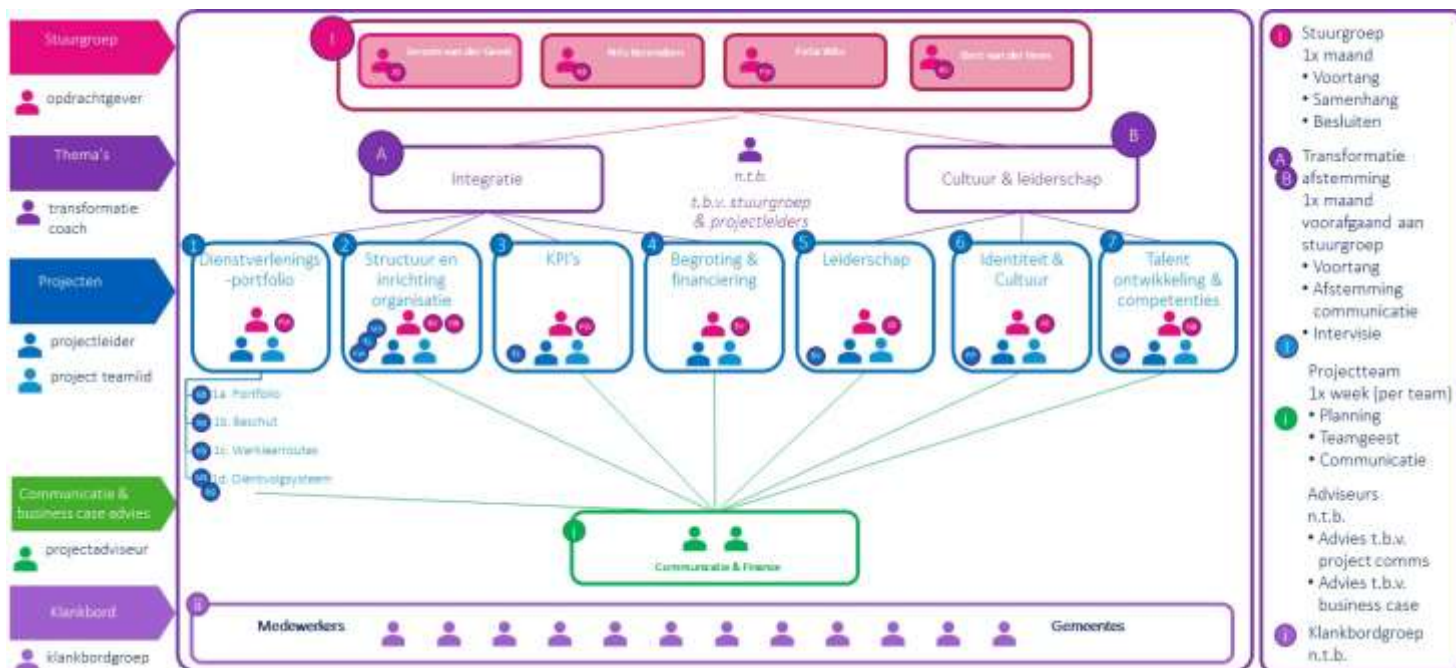 Stuurgroep
opdrachtgever
Thema's
transformatie
coach
Projecten
projectleider
project teamlid
Communicatie &
business case advies
projectadviseur
Klankbord
klankbordgroep
I
A
Integratie
n.t.b.
t.b.v. stuurgroep
& projectleiders
B
Cultuur & leiderschap
1
Dienstverlenings
-portfolio
2
Structuur en
inrichting
organisatie
3
KPI's
4
Begroting &
financiering
5
Leiderschap
6
Identiteit &
Cultuur
7
Talent
ontwikkeling &
competenties
1a. Portfolio
1b. Beschut
1c. Werkleerroutes
1d. Clientvolgsysteem
i
Communicatie & Finance
ii
Medewerkers
Gemeentes
I
Stuurgroep
1x maand
• Voortang
• Samenhang
• Besluiten
A
Transformatie
B
afstemming
1x maand
voorafgaand aan
stuurgroep
• Voortang
• Afstemming
communicatie
• Intervisie
Projectteam
1x week (per team)
i
• Planning
• Teamgeest
• Communicatie
Adviseurs
n.t.b.
• Advies t.b.v.
project comms
• Advies t.b.v.
business case
Klankbordgroep
n.t.b.